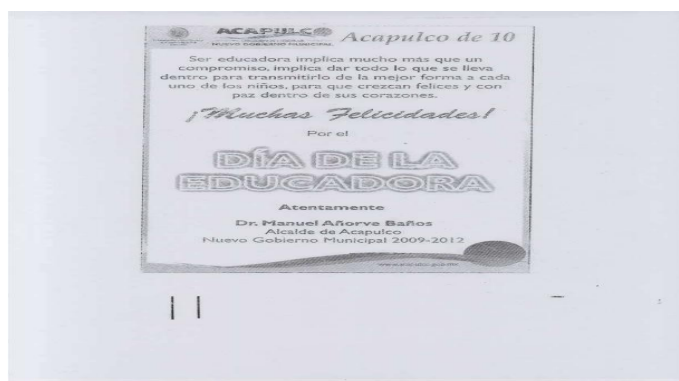 ACAPULCO
NUEVO GOBIERNO MUNICIPAL
Acapulco de 10
Ser educadora implica mucho más que un
compromiso, implica dar todo lo que se lleva
dentro para transmitirlo de la mejor forma a cada
uno de los niños, para que crezcan felices y con
paz dentro de sus corazones.
¡Muchas Felicidades!
Por el
DÍA DE LA
EDUCADORA
Atentamente
Dr. Manuel Añorve Baños
Alcalde de Acapulco
Nuevo Gobierno Municipal 2009-2012